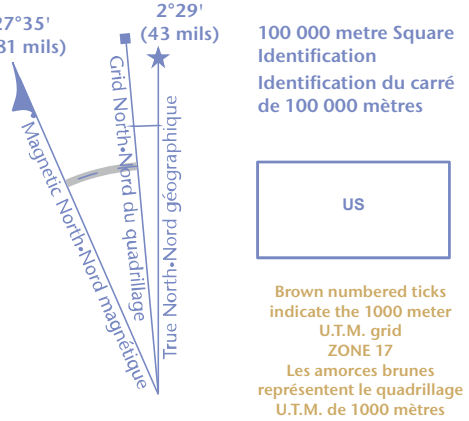 27°35'
2°29'
(43 mils)
31 mils)
100 000 metre Square
Identification
Identification du carré
de 100 000 mètres
Grid North•Nord du quadrillage
True North•Nord géographique
Magnetic North•Nord magnétique
US
Brown numbered ticks
indicate the 1000 meter
U.T.M. grid
ZONE 17
Les amorces brunes
représentent le quadrillage
U.T.M. de 1000 mètres